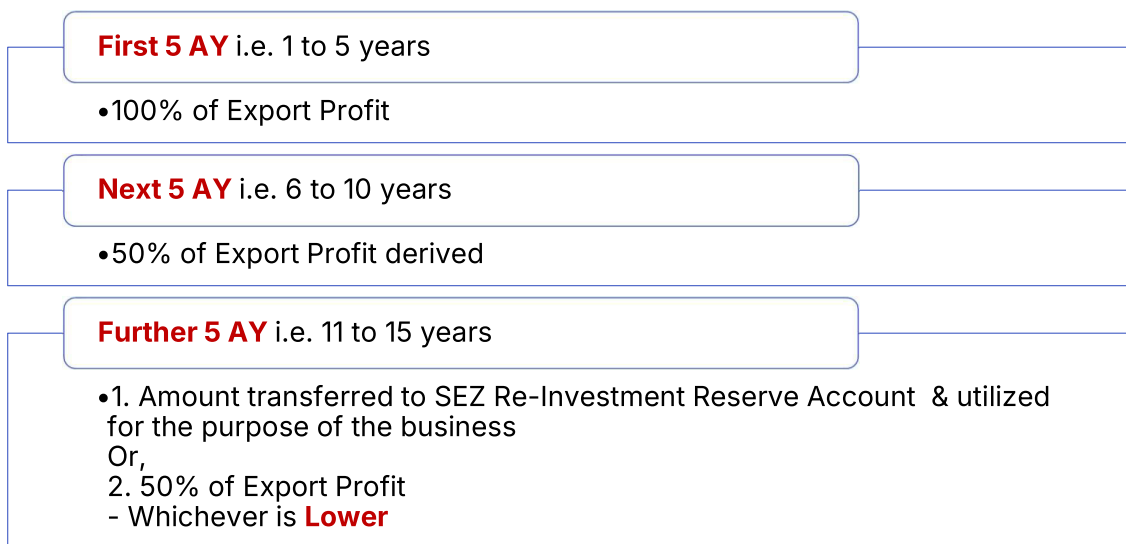 First 5 AY i.e. 1 to 5 years
•100% of Export Profit
Next 5 AY i.e. 6 to 10 years
•50% of Export Profit derived
Further 5 AY i.e. 11 to 15 years
•1. Amount transferred to SEZ Re-Investment Reserve Account  & utilized
for the purpose of the business
Or,
2. 50% of Export Profit
- Whichever is Lower